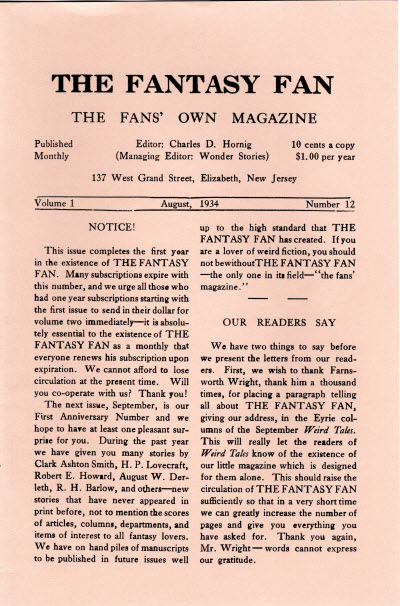 THE FANTASY FAN
THE FANS' OWN MAGAZINE
Published
Monthly
Editor: Charles D. Hornig
(Managing Editor: Wonder Stories)
10 cents a copy
$1.00 per year
137 West Grand Street, Elizabeth, New Jersey
Volume 1 August, 1934 Number 12
NOTICE!
This issue completes the first year
in the existence of THE FANTASY
FAN. Many subscriptions expire with
this number, and we urge all those who
had one year subscriptions starting with
the first issue to send in their dollar for
volume two immediately—it is absolu-
tely essential to the existence of THE
FANTASY FAN as a monthly that
everyone renews his subscription upon
expiration. We cannot afford to lose
circulation at the present time. Will
you co-operate with us? Thank you!
The next issue, September, is our
First Anniversary Number and we
hope to have at least one pleasant sur-
prise for you. During the past year
we have given you many stories by
Clark Ashton Smith, H. P. Lovecraft,
Robert E. Howard, August W. Der-
leth, R. H. Barlow, and others—new
stories that have never appeared in
print before, not to mention the scores
of articles, columns, departments, and
items of interest to all fantasy lovers.
We have on hand piles of manuscripts
to be published in future issues well
up to the high standard that THE
FANTASY FAN has created. If you
are a lover of weird fiction, you should
not bewithoutTHE FANTASY FAN
—the only one in its field—"the fans'
magazine."
OUR READERS SAY
We have two things to say before
we present the letters from our read-
ers. First, we wish to thank Farns-
worth Wright, thank him a thousand
times, for placing a paragraph telling
all about THE FANTASY FAN,
giving our address, in the Eyrie col-
umns of the September Weird Tales.
This will really let the readers of
Weird Tales know of the existence of
our little magazine which is designed
for them alone. This should raise the
circulation of THE FANTASY FAN
sufficiently so that in a very short time
we can greatly increase the number of
pages and give you everything you
have asked for. Thank you again,
Mr. Wright—words cannot express
our gratitude.